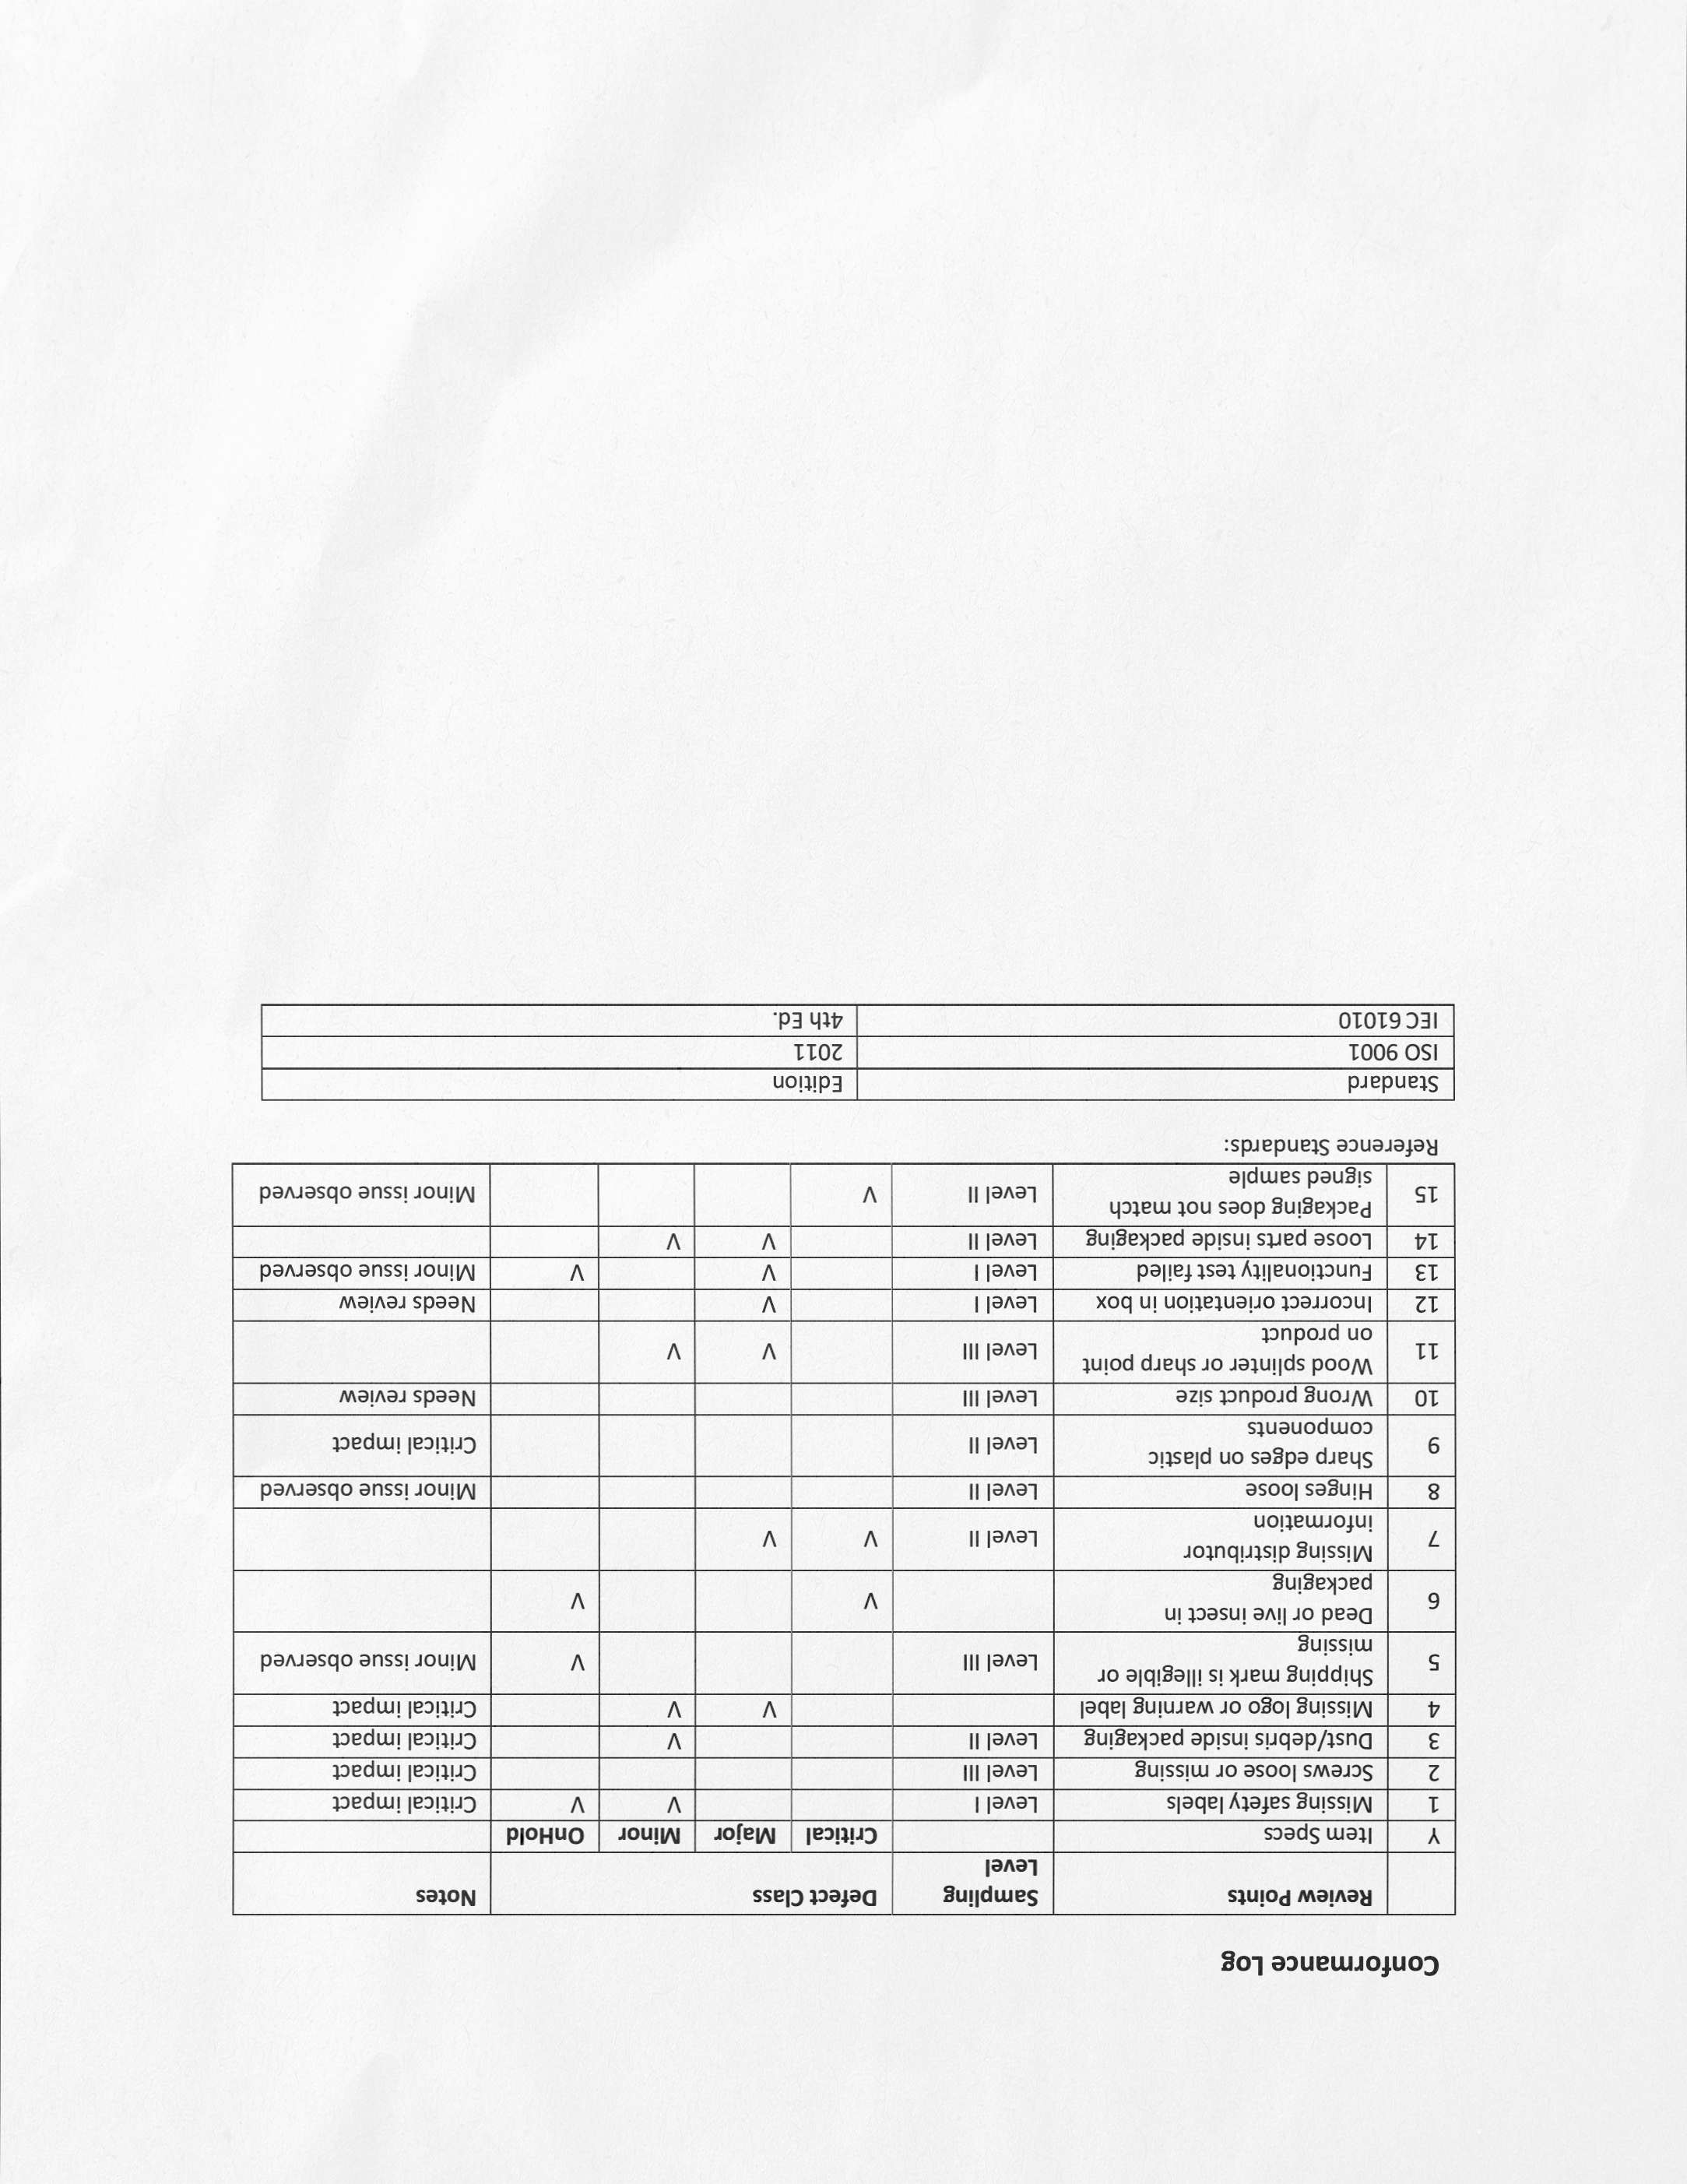 Conformance Log
Review Points Sampling Level Defect Class Notes
Y Item Specs Critical Major Minor OnHold
1 Missing safety labels Level I V V Critical impact
2 Screws loose or missing Level III Critical impact
3 Dust/debris inside packaging Level II V Critical impact
4 Missing logo or warning label V V Critical impact
5 Shipping mark is illegible or missing Level III V Minor issue observed
6 Dead or live insect in packaging V V
7 Missing distributor information Level II V V
8 Hinges loose Level II Minor issue observed
9 Sharp edges on plastic components Level II Critical impact
10 Wrong product size Level III Needs review
11 Wood splinter or sharp point on product Level III V V
12 Incorrect orientation in box Level I V Needs review
13 Functionality test failed Level I V V Minor issue observed
14 Loose parts inside packaging Level II V V
15 Packaging does not match signed sample Level II V Minor issue observed
Reference Standards:
Standard Edition
ISO 9001 2011
IEC 61010 4th Ed.